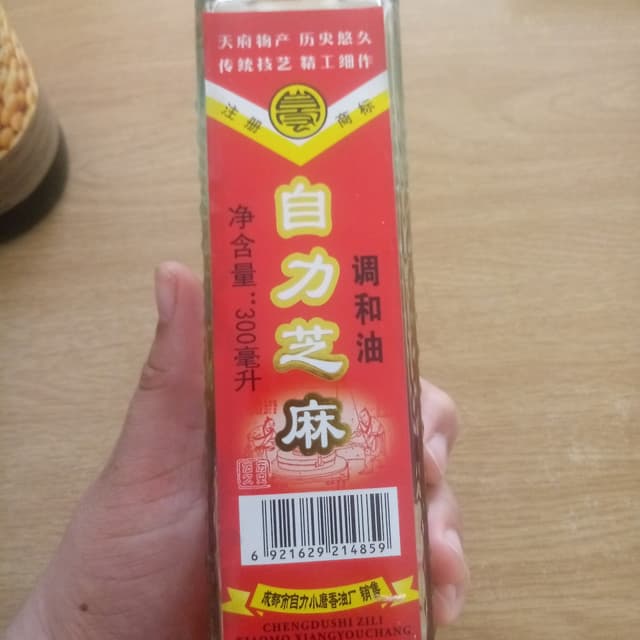 天府物产 历史悠久
传统技艺 精工细作
注册 商标
自力芝麻
调和油
净含量:300毫升
6 921629 214859
成都市自力小磨香油厂 销售
CHENGDUSHI ZILI
XIAOMO XIANGYOUCHANG